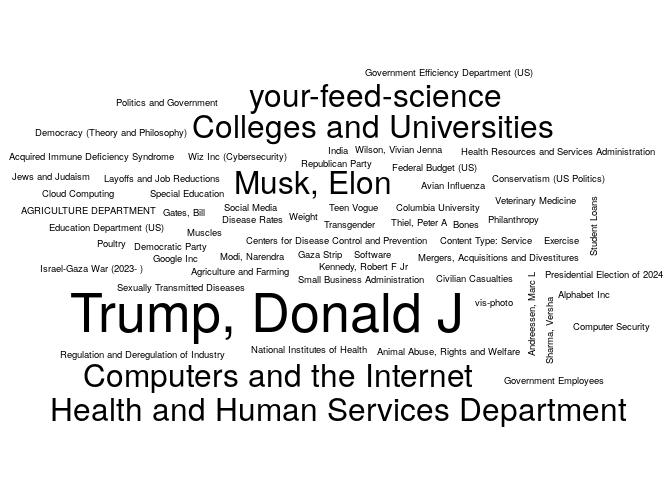 Government Efficiency Department (US)
your-feed-science
Politics and Government
Colleges and Universities
Democracy (Theory and Philosophy)
India
Wilson, Vivian Jenna
Health Resources and Services Administration
Acquired Immune Deficiency Syndrome
Wiz Inc (Cybersecurity)
Republican Party
Federal Budget (US)
Jews and Judaism
Layoffs and Job Reductions
Musk, Elon
Conservatism (US Politics)
Avian Influenza
Cloud Computing
Special Education
Veterinary Medicine
AGRICULTURE DEPARTMENT
Gates, Bill
Social Media
Teen Vogue
Columbia University
Student Loans
Disease Rates
Weight
Education Department (US)
Transgender
Thiel, Peter A
Bones
Philanthropy
Muscles
Poultry
Democratic Party
Centers for Disease Control and Prevention
Content Type: Service
Exercise
Google Inc
Modi, Narendra
Gaza Strip
Software
Mergers, Acquisitions and Divestitures
Israel-Gaza War (2023- )
Agriculture and Farming
Kennedy, Robert F Jr
Small Business Administration
Civilian Casualties
Andreessen, Marc L
Presidential Election of 2024
Sexually Transmitted Diseases
Trump, Donald J
vis-photo
Sharma, Versha
Alphabet Inc
Computer Security
Regulation and Deregulation of Industry
National Institutes of Health
Animal Abuse, Rights and Welfare
Computers and the Internet
Government Employees
Health and Human Services Department